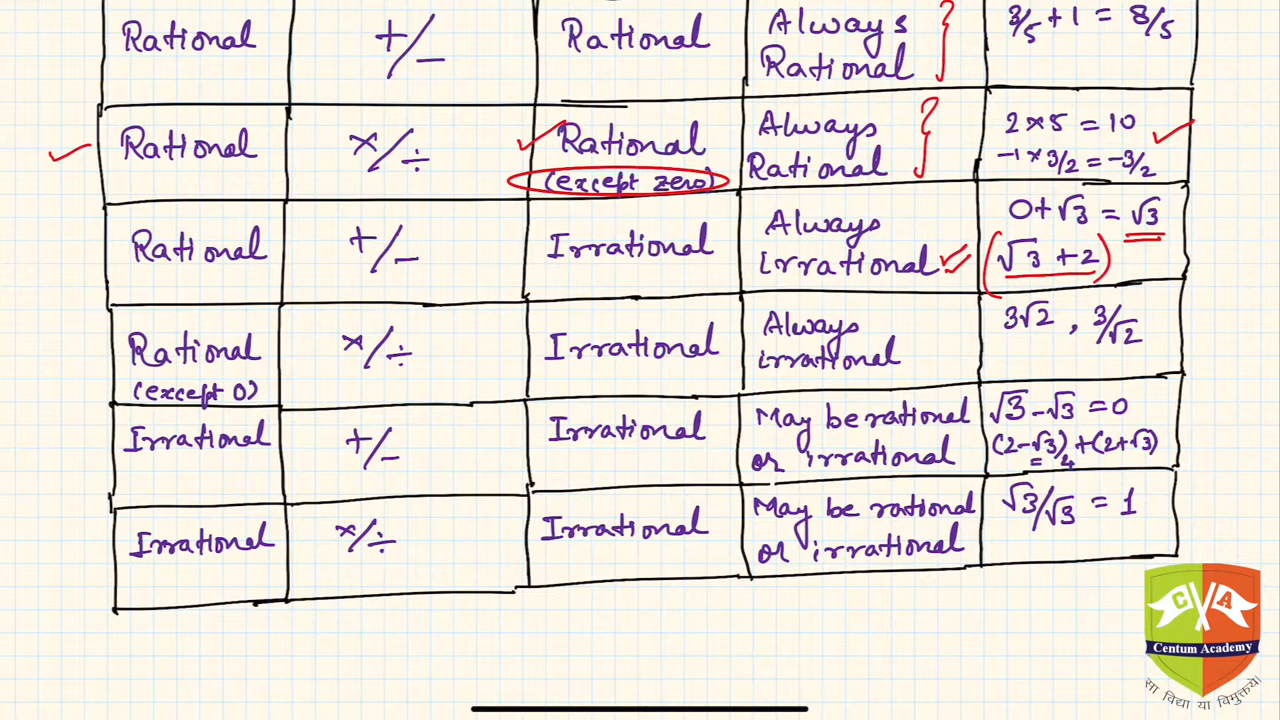 Rational +/− Rational Always 3/5 + 1 = 8/5
Rational
Rational ×/÷ Rational Always 2 × 5 = 10
(except zero) Rational −1 × 3/2 = −3/2
Rational +/− Irrational Always 0 + √3 = √3
irrational (√3 + 2)
Rational ×/÷ Irrational Always 3√2 , 3/√2
(except 0) irrational
Irrational +/− Irrational May be rational √3 − √3 = 0
or irrational (2−√3) + (2+√3)
= 4
Irrational ×/÷ Irrational May be rational √3/√3 = 1
or irrational
C A
Centum Academy
सा विद्या या विमुक्तये